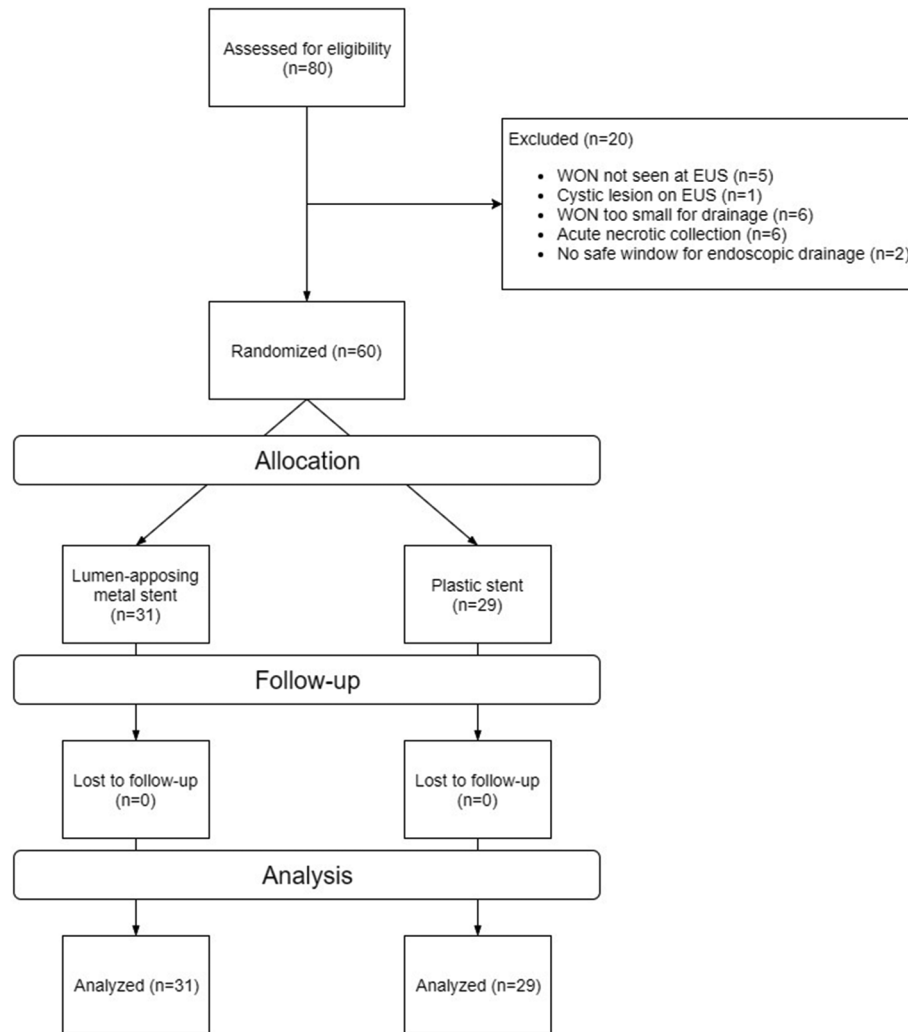 Assessed for eligibility
(n=80)
Excluded (n=20)
• WON not seen at EUS (n=5)
• Cystic lesion on EUS (n=1)
• WON too small for drainage (n=6)
• Acute necrotic collection (n=6)
• No safe window for endoscopic drainage (n=2)
Randomized (n=60)
Allocation
Lumen-apposing
metal stent
(n=31)
Plastic stent
(n=29)
Follow-up
Lost to follow-up
(n=0)
Lost to follow-up
(n=0)
Analysis
Analyzed (n=31)
Analyzed (n=29)